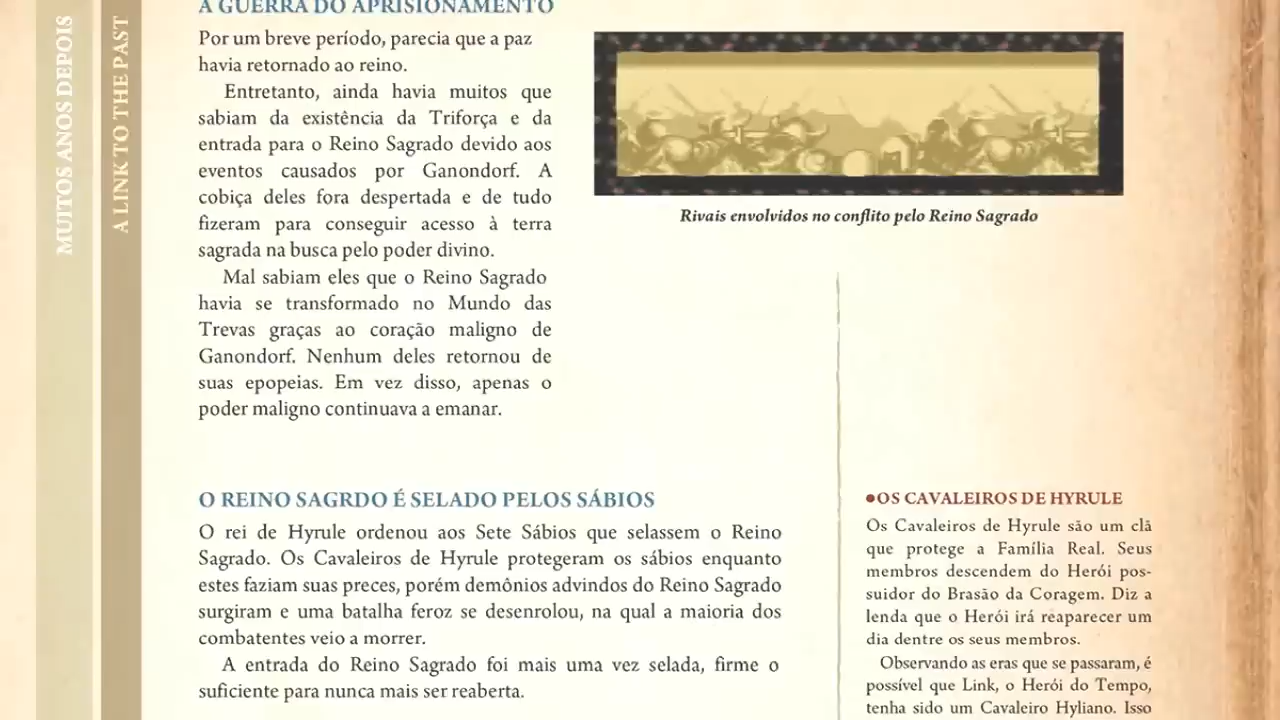 MUITOS ANOS DEPOIS
A LINK TO THE PAST
A GUERRA DO APRISIONAMENTO
Por um breve período, parecia que a paz
havia retornado ao reino.
Entretanto, ainda havia muitos que
sabiam da existência da Triforça e da
entrada para o Reino Sagrado devido aos
eventos causados por Ganondorf. A
cobiça deles fora despertada e de tudo
fizeram para conseguir acesso à terra
sagrada na busca pelo poder divino.
Mal sabiam eles que o Reino Sagrado
havia se transformado no Mundo das
Trevas graças ao coração maligno de
Ganondorf. Nenhum deles retornou de
suas epopeias. Em vez disso, apenas o
poder maligno continuava a emanar.
Rivais envolvidos no conflito pelo Reino Sagrado
O REINO SAGRDO É SELADO PELOS SÁBIOS
O rei de Hyrule ordenou aos Sete Sábios que selassem o Reino
Sagrado. Os Cavaleiros de Hyrule protegeram os sábios enquanto
estes faziam suas preces, porém demônios advindos do Reino Sagrado
surgiram e uma batalha feroz se desenrolou, na qual a maioria dos
combatentes veio a morrer.
A entrada do Reino Sagrado foi mais uma vez selada, firme o
suficiente para nunca mais ser reaberta.
●OS CAVALEIROS DE HYRULE
Os Cavaleiros de Hyrule são um clã
que protege a Família Real. Seus
membros descendem do Herói pos-
suidor do Brasão da Coragem. Diz a
lenda que o Herói irá reaparecer um
dia dentre os seus membros.
Observando as eras que se passaram, é
possível que Link, o Herói do Tempo,
tenha sido um Cavaleiro Hyliano. Isso